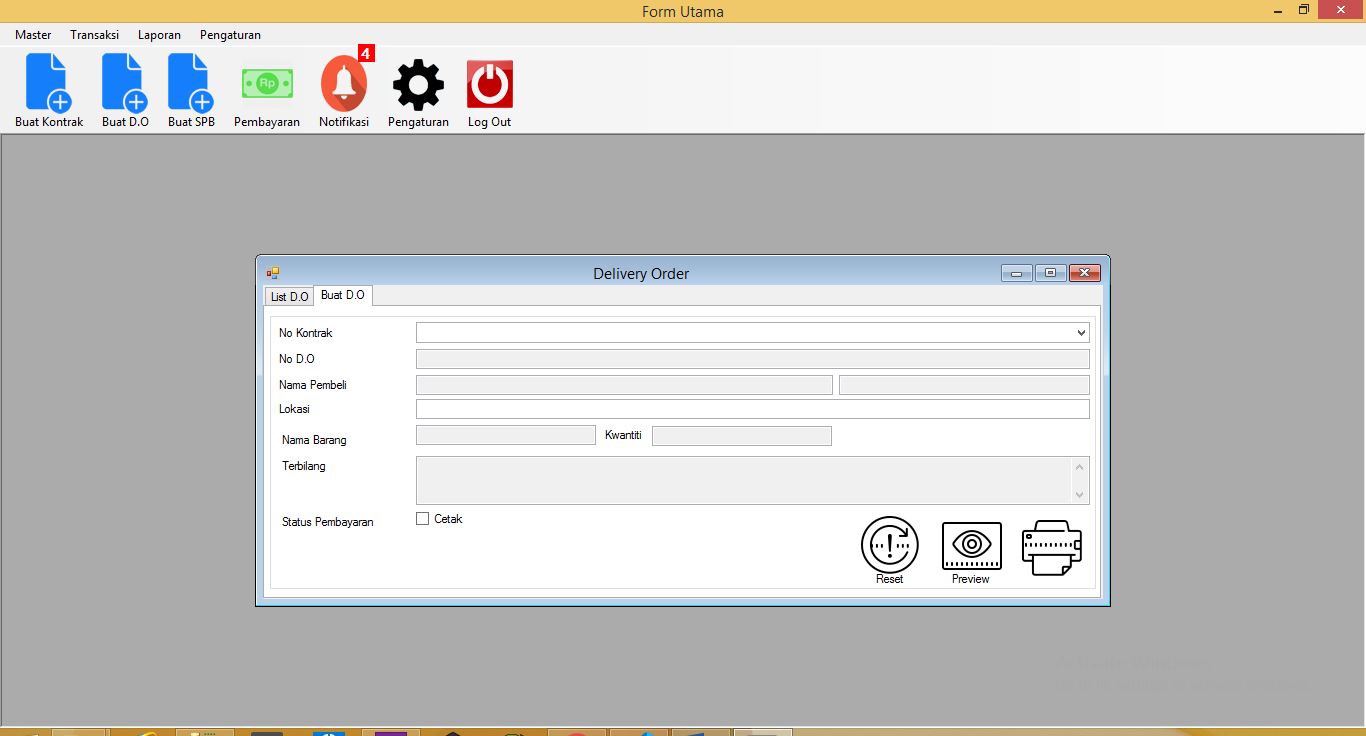 Form Utama
Master Transaksi Laporan Pengaturan
4
Buat Kontrak Buat D.O Buat SPB Pembayaran Notifikasi Pengaturan Log Out
Rp
Delivery Order
List D.O Buat D.O
No Kontrak
No D.O
Nama Pembeli
Lokasi
Nama Barang Kwantiti
Terbilang
Status Pembayaran Cetak
Reset Preview